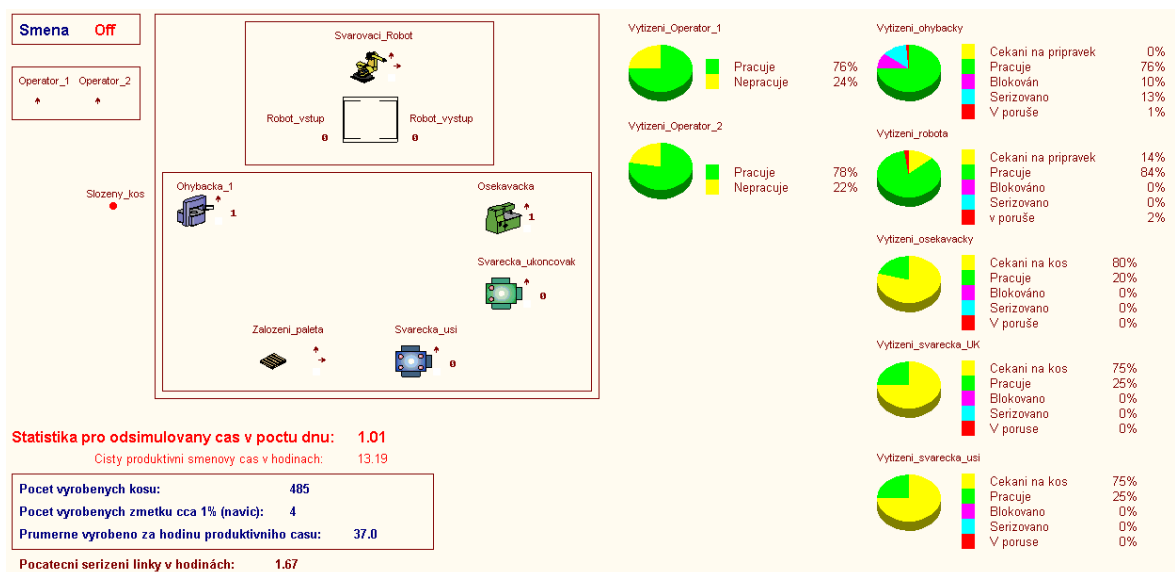 Smena Off
Operator_1 Operator_2
Slozeny_kos
Svarovaci_Robot
Robot_vstup Robot_vystup
0 0
Ohybacka_1 Osekavacka
1 1
Svarecka_ukoncovak
0
Zalozeni_paleta Svarecka_usi
0
Statistika pro odsimulovany cas v poctu dnu: 1.01
Cisty produktivni smenovy cas v hodinach: 13.19
Pocet vyrobenych kosu: 485
Pocet vyrobenych zmetku cca 1% (navic): 4
Prumerne vyrobeno za hodinu produktivniho casu: 37.0
Pocatecni serizeni linky v hodinách: 1.67
Vytizeni_Operator_1
Pracuje 76%
Nepracuje 24%
Vytizeni_Operator_2
Pracuje 78%
Nepracuje 22%
Vytizeni_ohybacky
Cekani na pripravek 0%
Pracuje 76%
Blokován 10%
Serizovano 13%
V poruše 1%
Vytizeni_robota
Cekani na pripravek 14%
Pracuje 84%
Blokováno 0%
Serizováno 0%
v poruše 2%
Vytizeni_osekavacky
Cekani na kos 80%
Pracuje 20%
Blokováno 0%
Serizováno 0%
V poruše 0%
Vytizeni_svarecka_UK
Cekani na kos 75%
Pracuje 25%
Blokovano 0%
Serizovano 0%
V poruse 0%
Vytizeni_svarecka_usi
Cekani na kos 75%
Pracuje 25%
Blokovano 0%
Serizovano 0%
V poruse 0%